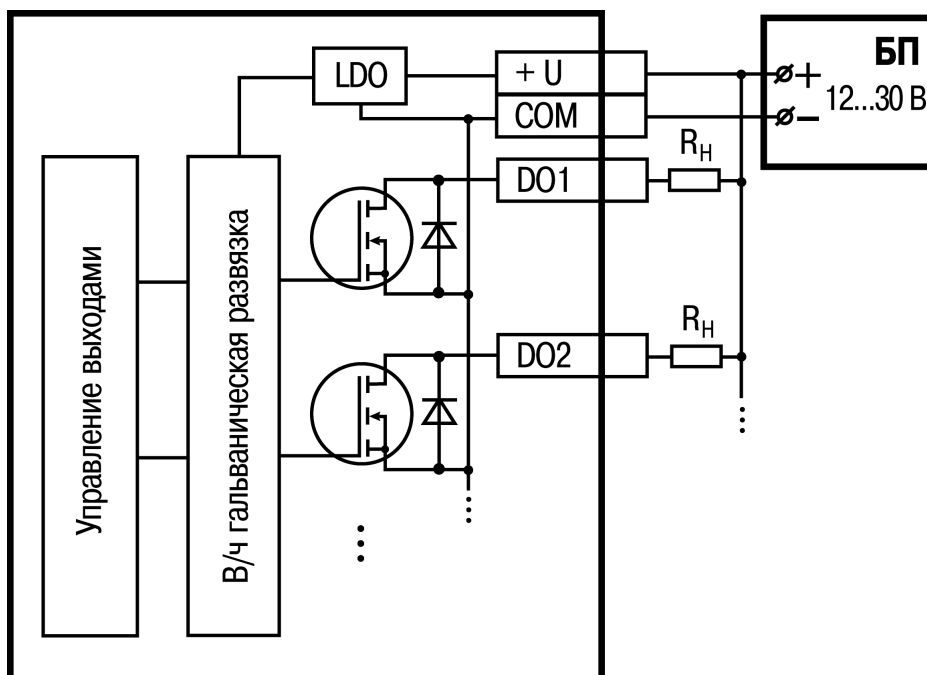 LDO
+ U
COM
БП
+
12...30 В
–
DO1
Rн
DO2
Rн
Управление выходами
В/ч гальваническая развязка